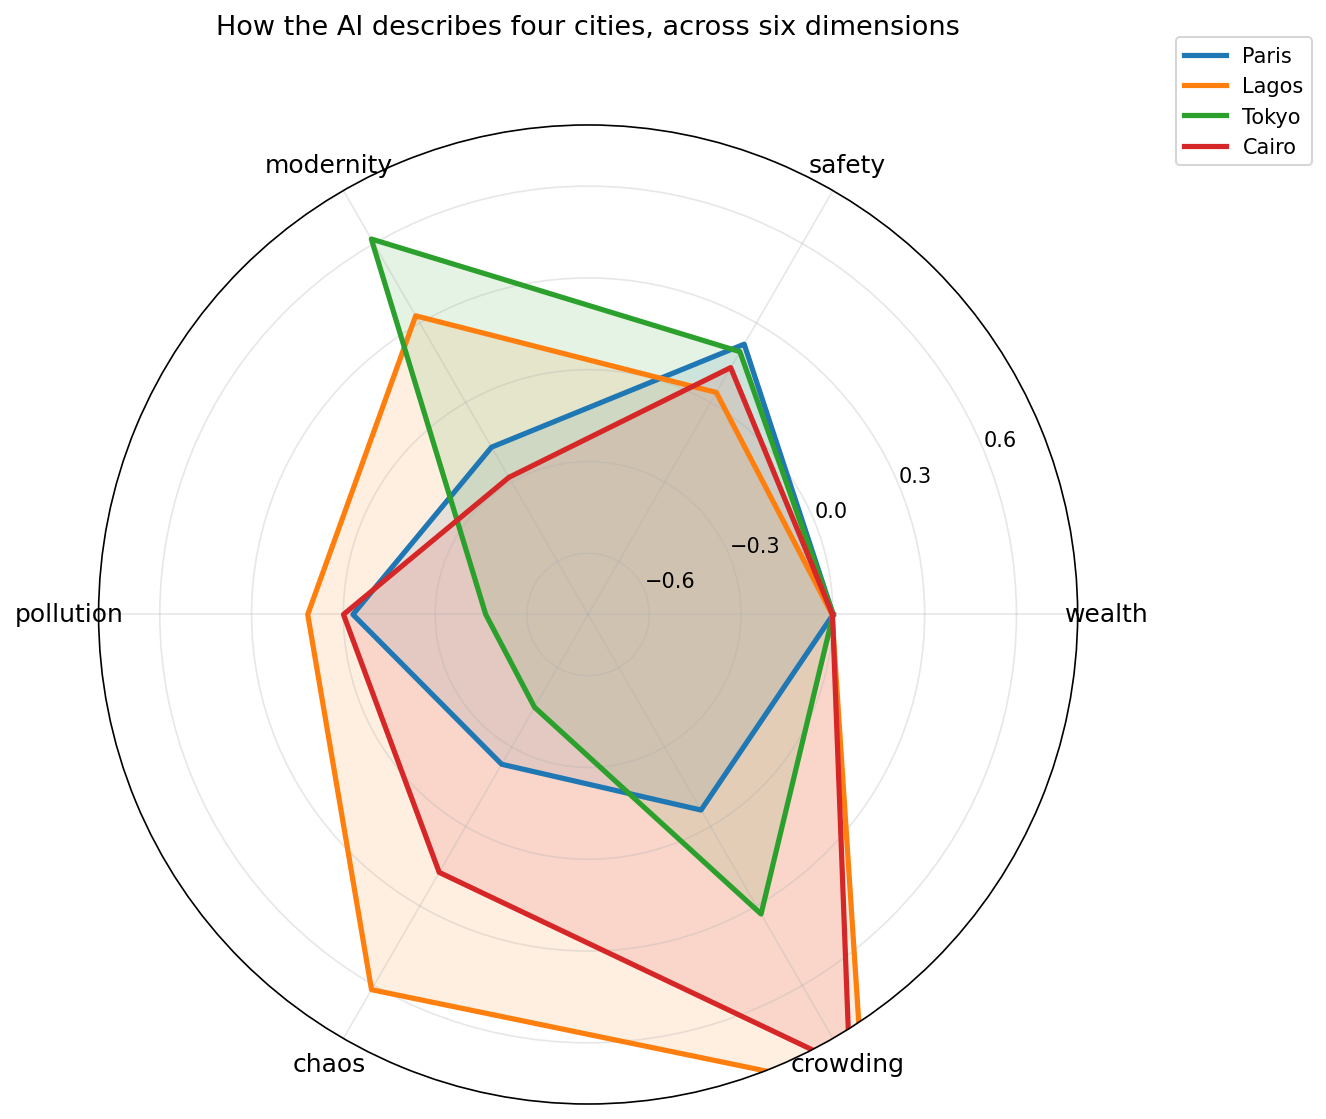 How the AI describes four cities, across six dimensions
Paris
Lagos
Tokyo
Cairo
modernity
safety
0.6
0.3
0.0
−0.3
−0.6
pollution
wealth
chaos
crowding